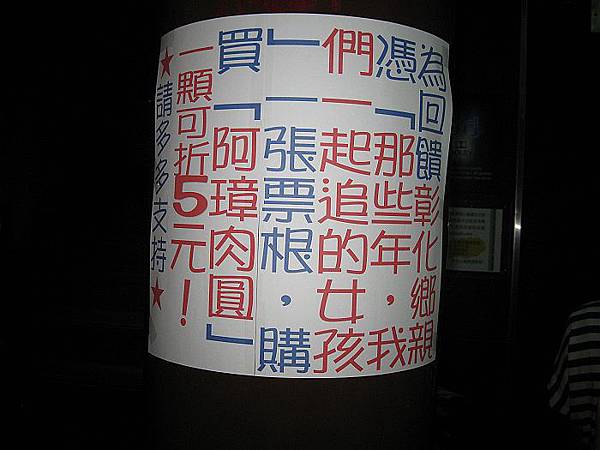 為回饋彰化鄉親
憑「那些年，我
們一起追的女孩
」一張票根，購
買「阿璋肉圓」
一顆可折5元！
★請多多支持★